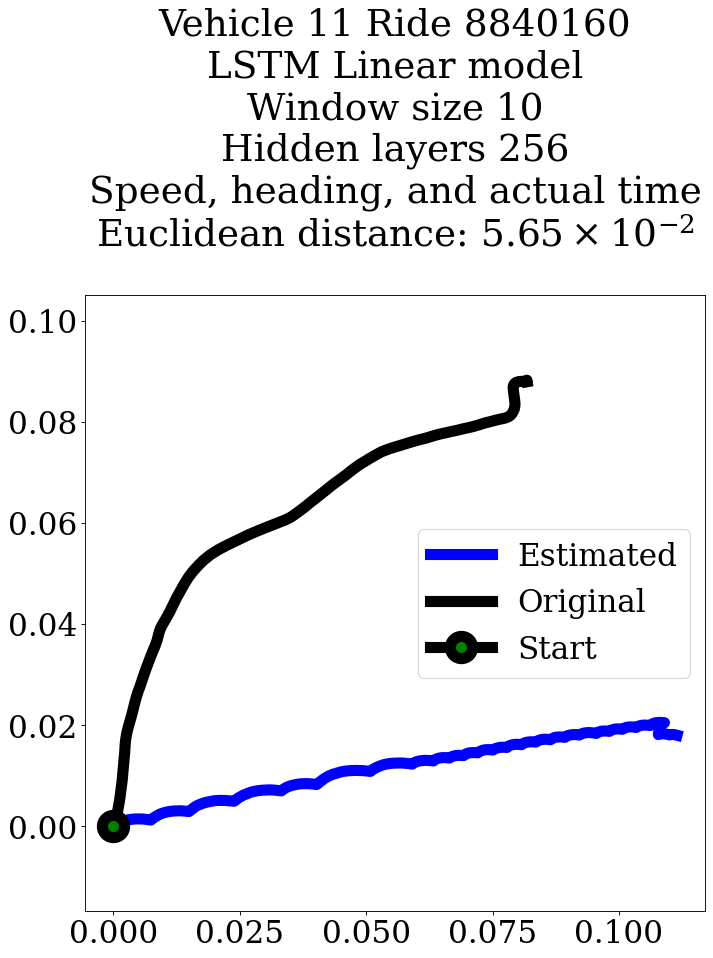 Vehicle 11 Ride 8840160
LSTM Linear model
Window size 10
Hidden layers 256
Speed, heading, and actual time
Euclidean distance: 5.65 × 10⁻²
0.10
0.08
0.06
0.04
0.02
0.00
Estimated
Original
Start
0.000 0.025 0.050 0.075 0.100